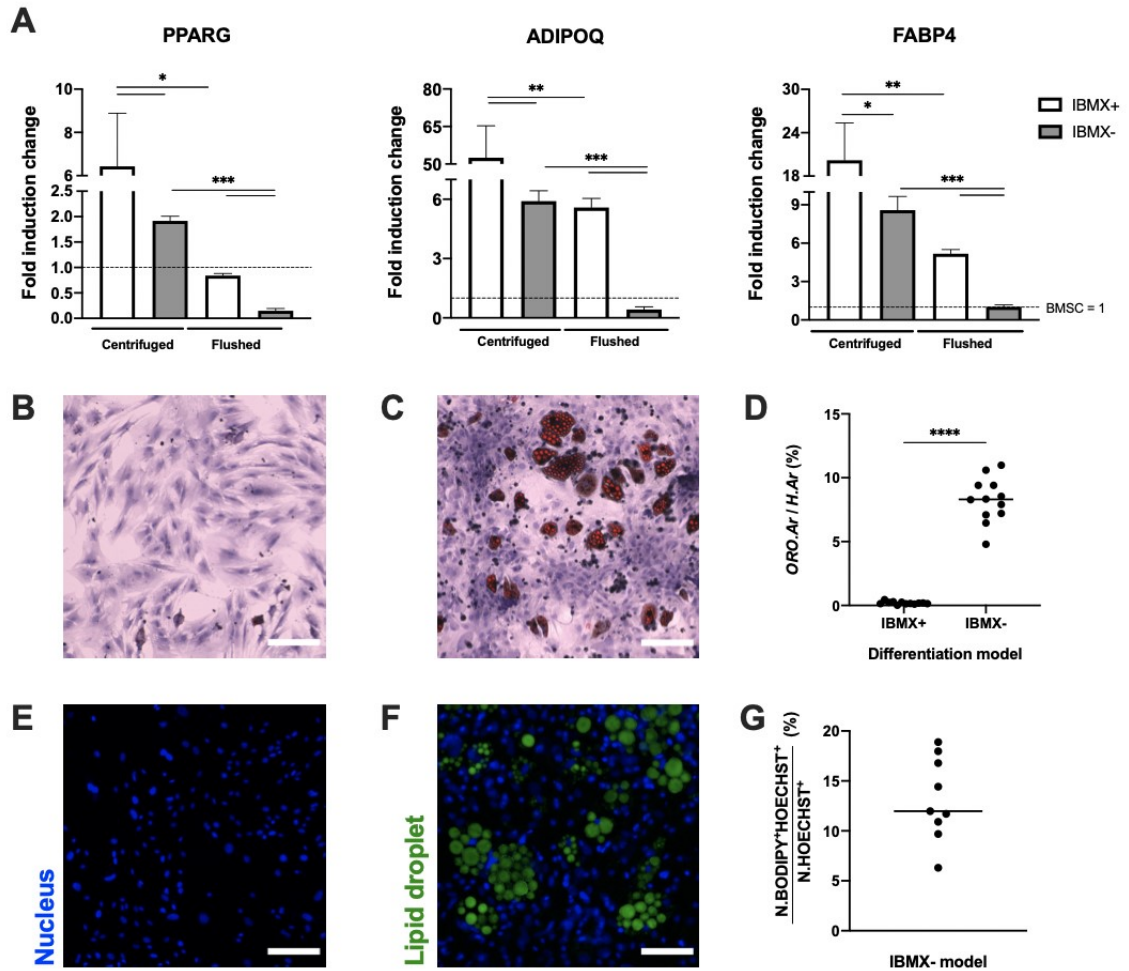 A
PPARG
ADIPOQ
FABP4
Fold induction change
10
8
6
2.5
2.0
1.5
1.0
0.5
0.0
*
***
Centrifuged
Flushed
Fold induction change
80
65
50
6
3
0
**
***
Centrifuged
Flushed
Fold induction change
30
24
18
9
6
3
0
**
*
***
Centrifuged
Flushed
BMSC = 1
IBMX+
IBMX-
B
C
D
ORO.Ar / H.Ar (%)
15
10
5
0
****
IBMX+
IBMX-
Differentiation model
E
Nucleus
F
Lipid droplet
G
N.BODIPY⁺HOECHST⁺
N.HOECHST⁺
(%)
20
15
10
5
0
IBMX- model